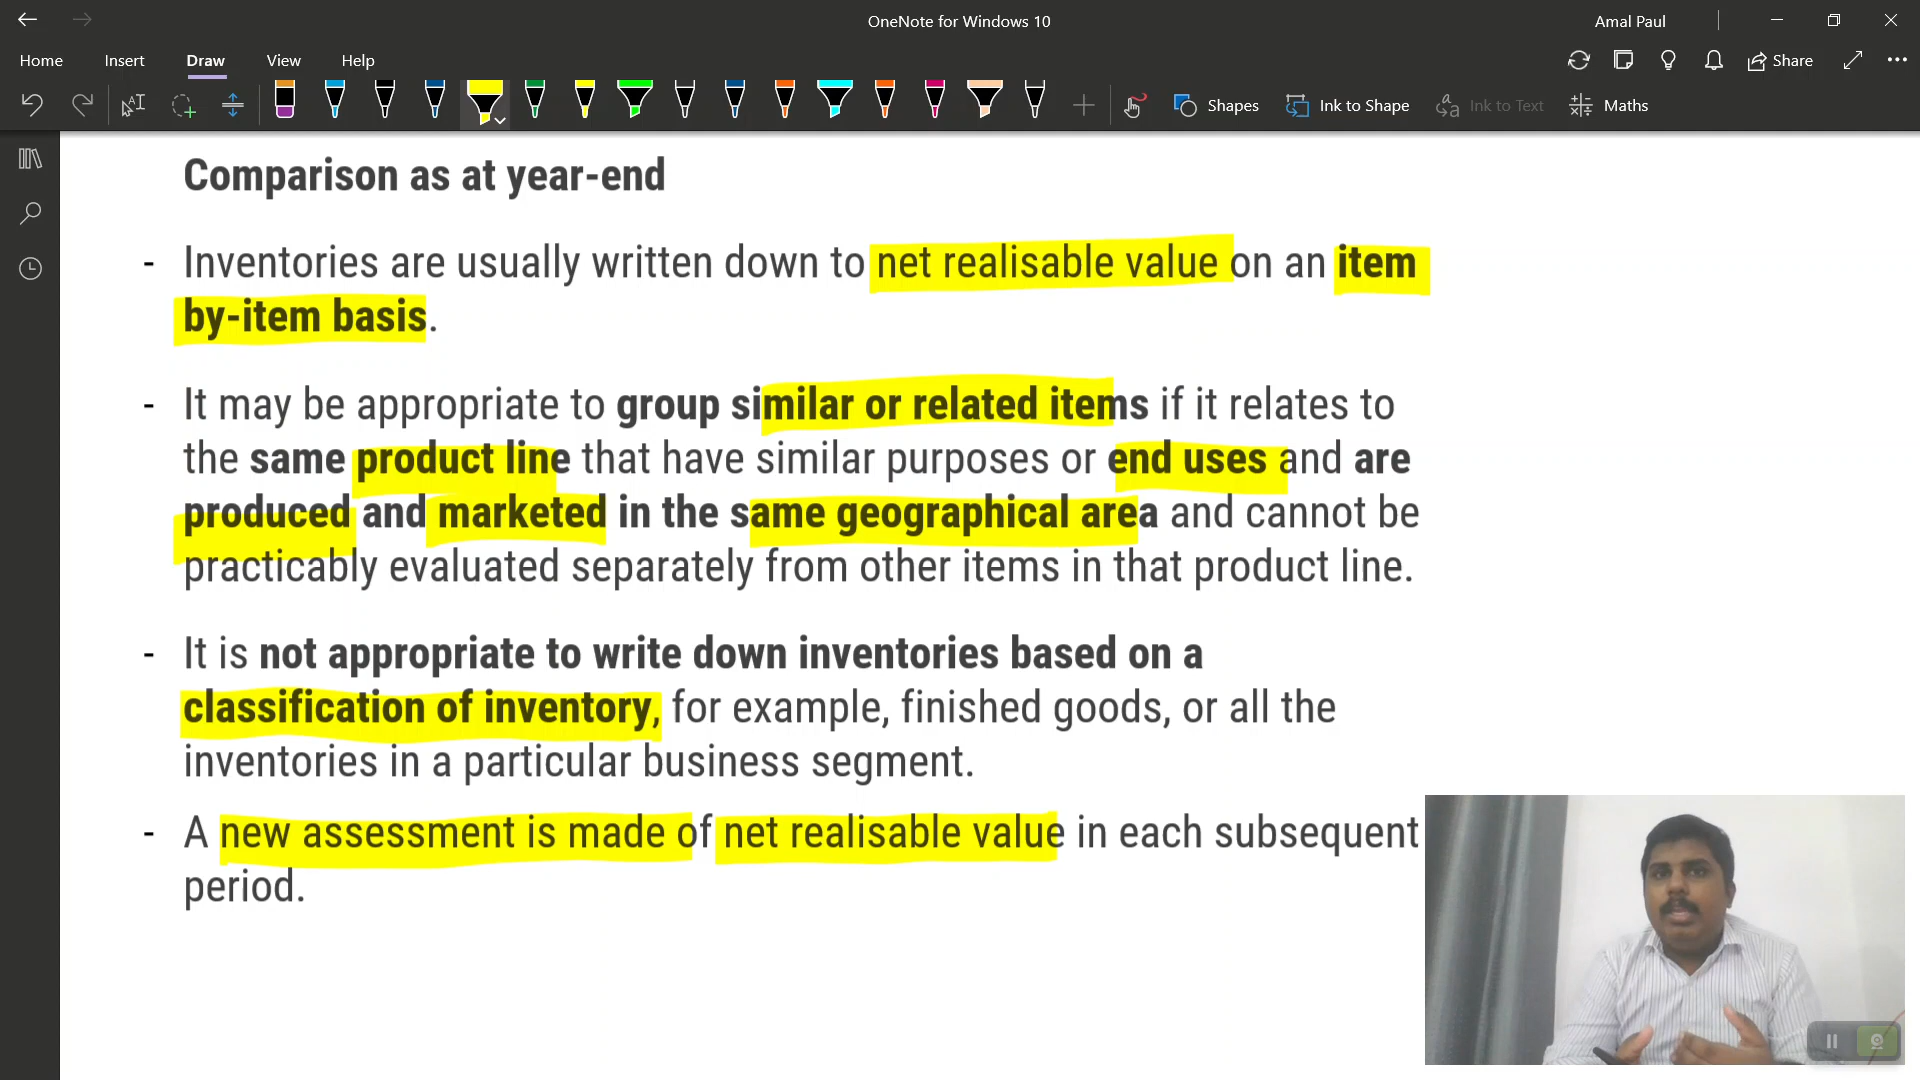 OneNote for Windows 10
Amal Paul
Home Insert Draw View Help
Share
Shapes Ink to Shape Ink to Text Maths
Comparison as at year-end
- Inventories are usually written down to net realisable value on an item
by-item basis.
- It may be appropriate to group similar or related items if it relates to
the same product line that have similar purposes or end uses and are
produced and marketed in the same geographical area and cannot be
practicably evaluated separately from other items in that product line.
- It is not appropriate to write down inventories based on a
classification of inventory, for example, finished goods, or all the
inventories in a particular business segment.
- A new assessment is made of net realisable value in each subsequent
period.